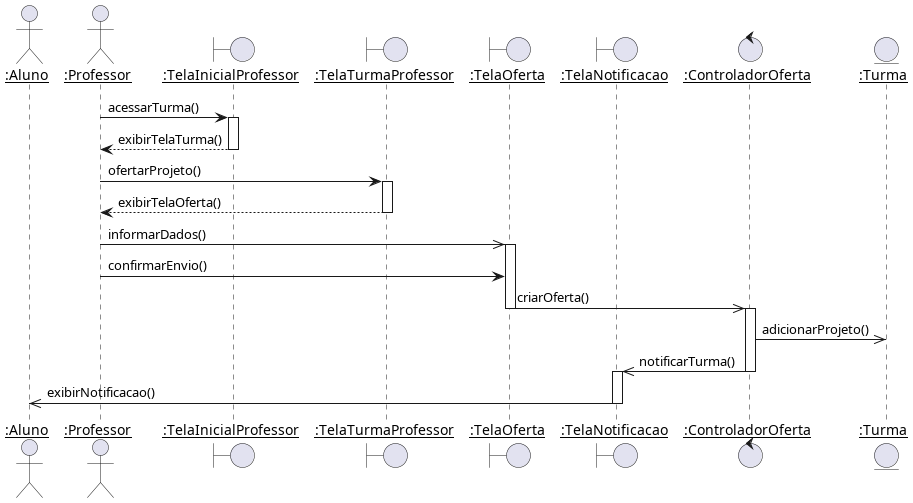 :Aluno :Professor :TelaInicialProfessor :TelaTurmaProfessor :TelaOferta :TelaNotificacao :ControladorOferta :Turma
acessarTurma()
exibirTelaTurma()
ofertarProjeto()
exibirTelaOferta()
informarDados()
confirmarEnvio()
criarOferta()
adicionarProjeto()
notificarTurma()
exibirNotificacao()
:Aluno :Professor :TelaInicialProfessor :TelaTurmaProfessor :TelaOferta :TelaNotificacao :ControladorOferta :Turma